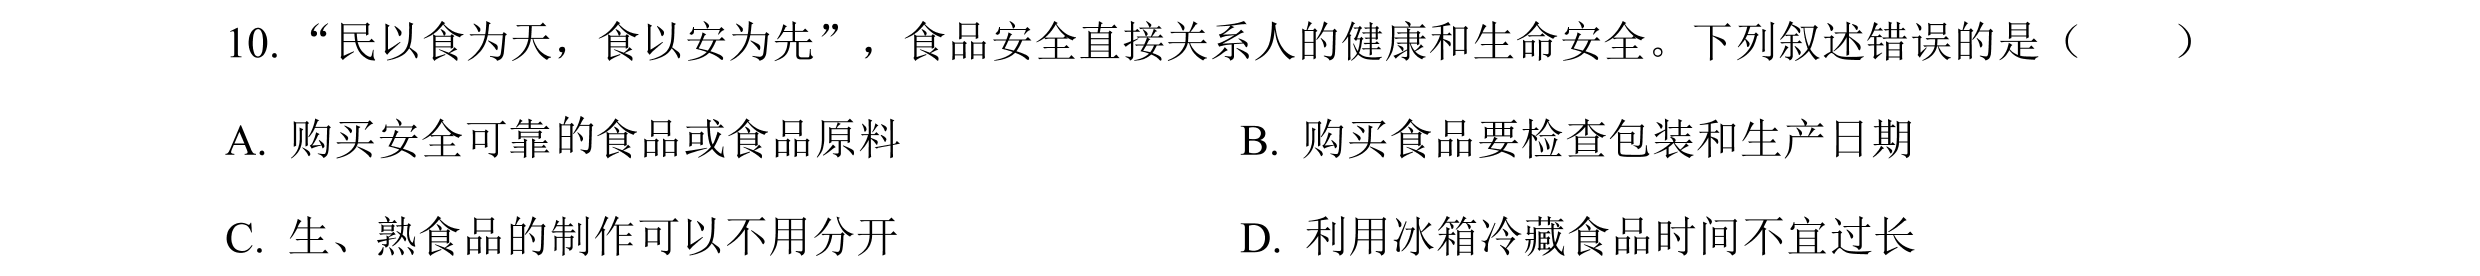 10. “民以食为天，食以安为先”，食品安全直接关系人的健康和生命安全。下列叙述错误的是（　　）
A. 购买安全可靠的食品或食品原料　　B. 购买食品要检查包装和生产日期
C. 生、熟食品的制作可以不用分开　　D. 利用冰箱冷藏食品时间不宜过长